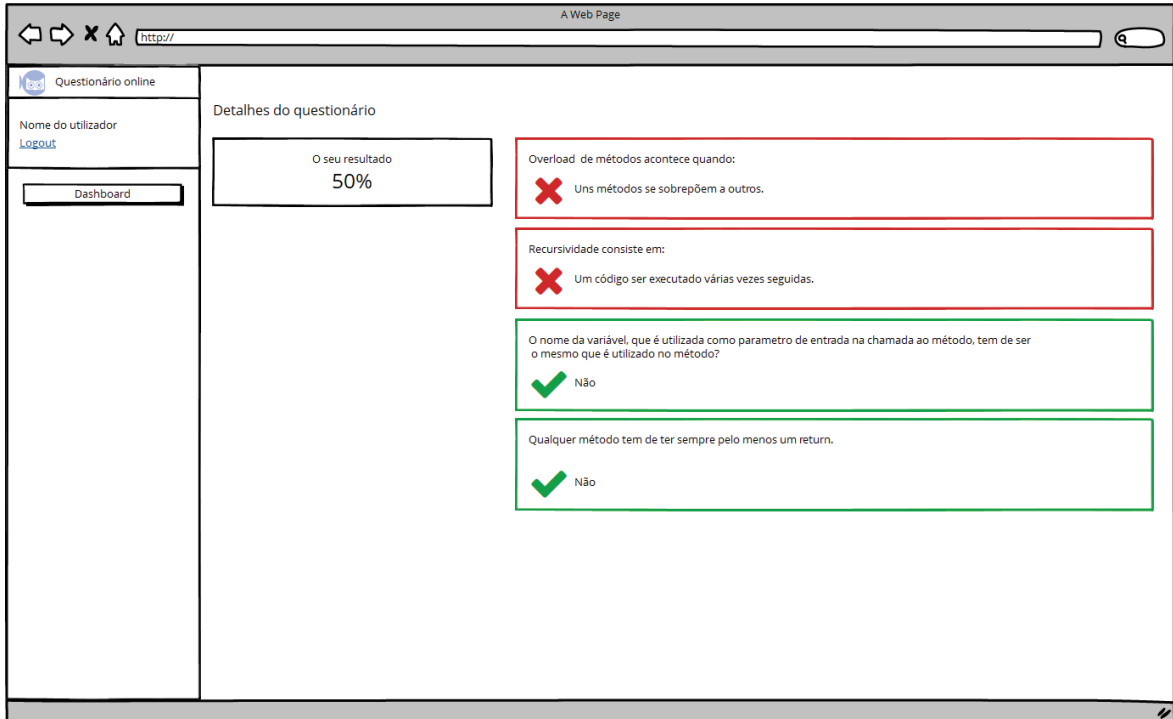 A Web Page
http://
Questionário online
Nome do utilizador
Logout
Dashboard
Detalhes do questionário
O seu resultado
50%
Overload de métodos acontece quando:
Uns métodos se sobrepõem a outros.
Recursividade consiste em:
Um código ser executado várias vezes seguidas.
O nome da variável, que é utilizada como parametro de entrada na chamada ao método, tem de ser
o mesmo que é utilizado no método?
Não
Qualquer método tem de ter sempre pelo menos um return.
Não